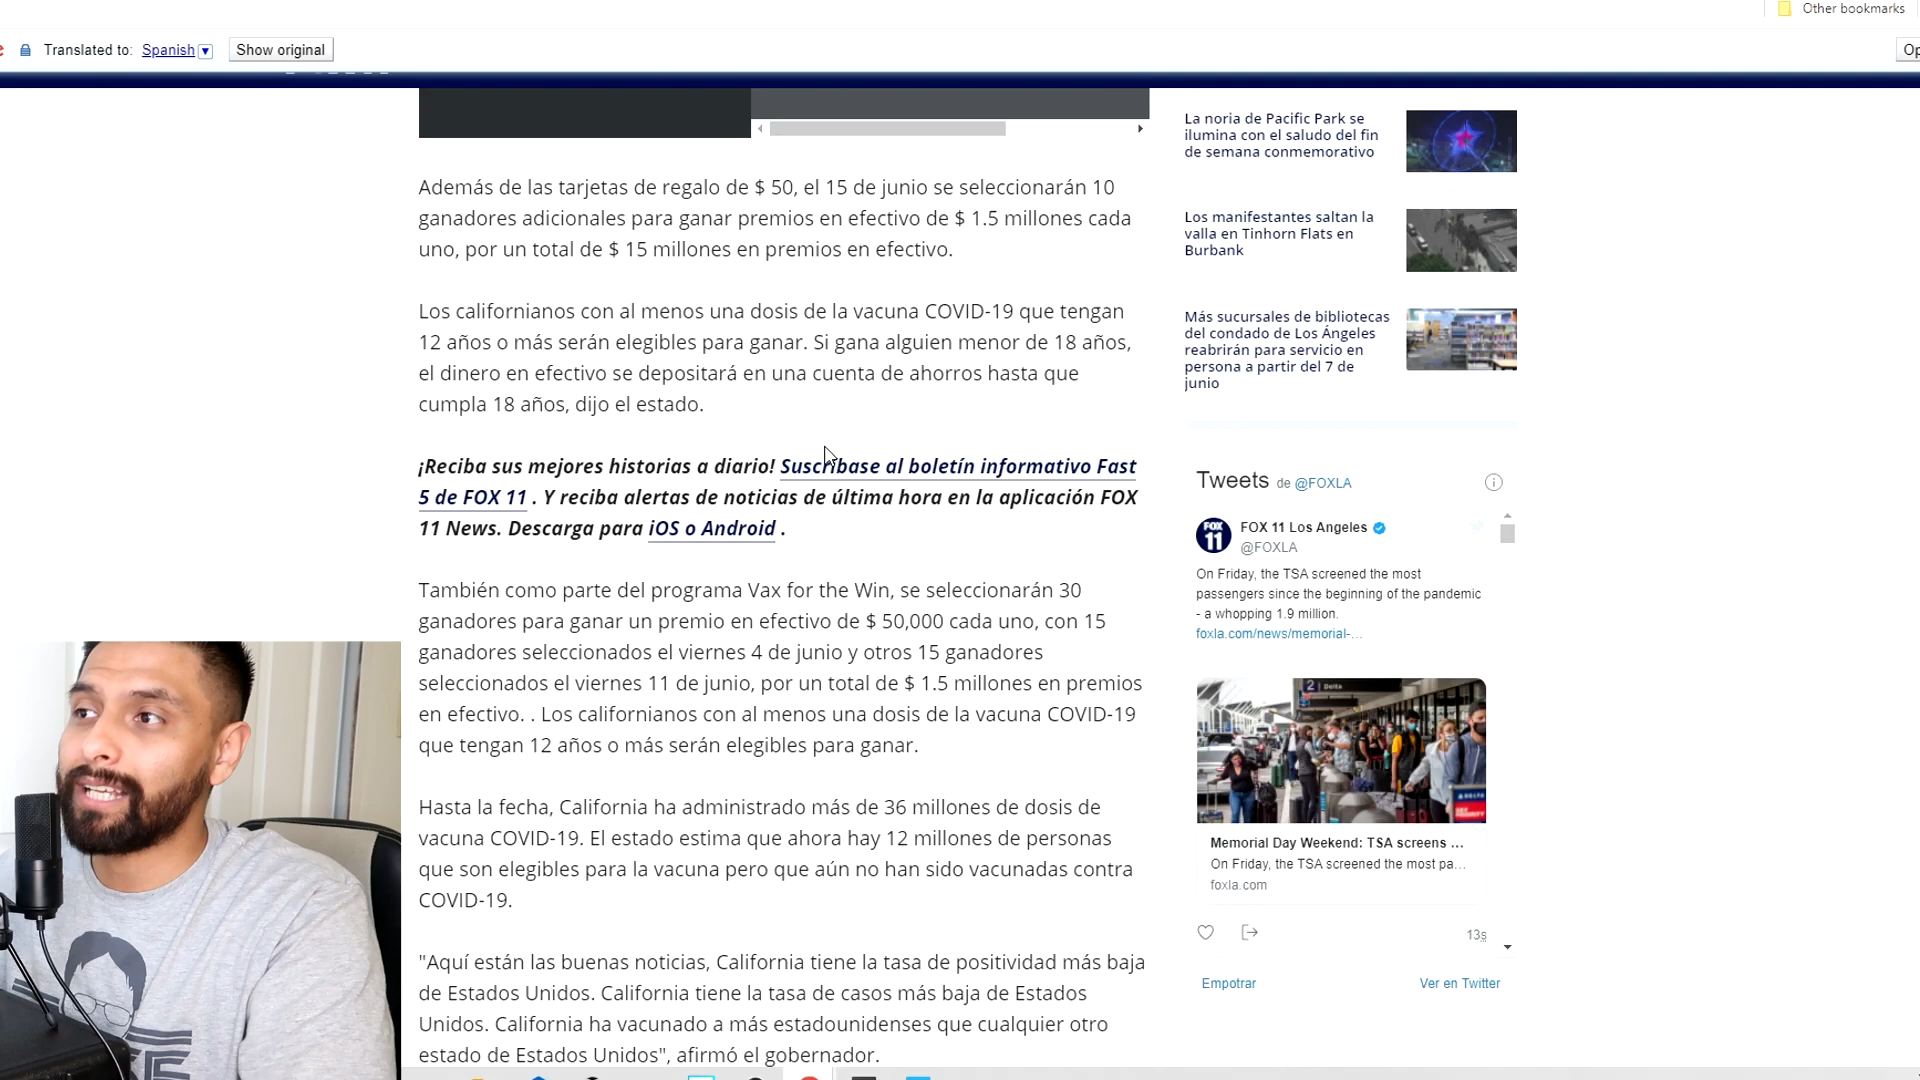 Other bookmarks
Translated to: Spanish
Show original
Además de las tarjetas de regalo de $ 50, el 15 de junio se seleccionarán 10
ganadores adicionales para ganar premios en efectivo de $ 1.5 millones cada
uno, por un total de $ 15 millones en premios en efectivo.
Los californianos con al menos una dosis de la vacuna COVID-19 que tengan
12 años o más serán elegibles para ganar. Si gana alguien menor de 18 años,
el dinero en efectivo se depositará en una cuenta de ahorros hasta que
cumpla 18 años, dijo el estado.
¡Reciba sus mejores historias a diario! Suscríbase al boletín informativo Fast
5 de FOX 11 . Y reciba alertas de noticias de última hora en la aplicación FOX
11 News. Descarga para iOS o Android .
También como parte del programa Vax for the Win, se seleccionarán 30
ganadores para ganar un premio en efectivo de $ 50,000 cada uno, con 15
ganadores seleccionados el viernes 4 de junio y otros 15 ganadores
seleccionados el viernes 11 de junio, por un total de $ 1.5 millones en premios
en efectivo. . Los californianos con al menos una dosis de la vacuna COVID-19
que tengan 12 años o más serán elegibles para ganar.
Hasta la fecha, California ha administrado más de 36 millones de dosis de
vacuna COVID-19. El estado estima que ahora hay 12 millones de personas
que son elegibles para la vacuna pero que aún no han sido vacunadas contra
COVID-19.
"Aquí están las buenas noticias, California tiene la tasa de positividad más baja
de Estados Unidos. California tiene la tasa de casos más baja de Estados
Unidos. California ha vacunado a más estadounidenses que cualquier otro
estado de Estados Unidos", afirmó el gobernador.
La noria de Pacific Park se
ilumina con el saludo del fin
de semana conmemorativo
Los manifestantes saltan la
valla en Tinhorn Flats en
Burbank
Más sucursales de bibliotecas
del condado de Los Ángeles
reabrirán para servicio en
persona a partir del 7 de
junio
Tweets de @FOXLA
FOX 11
FOX 11 Los Angeles
@FOXLA
On Friday, the TSA screened the most
passengers since the beginning of the pandemic
- a whopping 1.9 million.
foxla.com/news/memorial-…
2 Delta
Memorial Day Weekend: TSA screens ...
On Friday, the TSA screened the most pa…
foxla.com
13s
Empotrar
Ver en Twitter